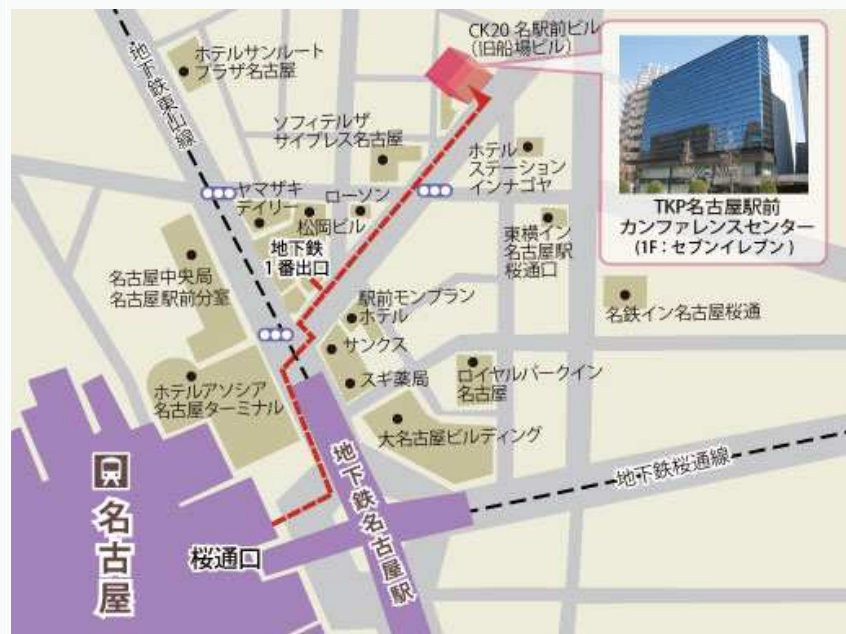 CK20 名駅前ビル
(旧船場ビル)
ホテルサンルート
プラザ名古屋
地下鉄東山線
ソフィテルザ
サイプレス名古屋
ホテル
ステーション
インナゴヤ
TKP名古屋駅前
カンファレンスセンター
(1F:セブンイレブン)
ヤマザキ
デイリー
ローソン
松岡ビル
地下鉄
1番出口
東横イン
名古屋駅
桜通口
名古屋中央局
名古屋駅前分室
駅前モンブラン
ホテル
名鉄イン名古屋桜通
サンクス
スギ薬局
ロイヤルパークイン
名古屋
ホテルアソシア
名古屋ターミナル
大名古屋ビルディング
地下鉄桜通線
地下鉄名古屋駅
名古屋
桜通口